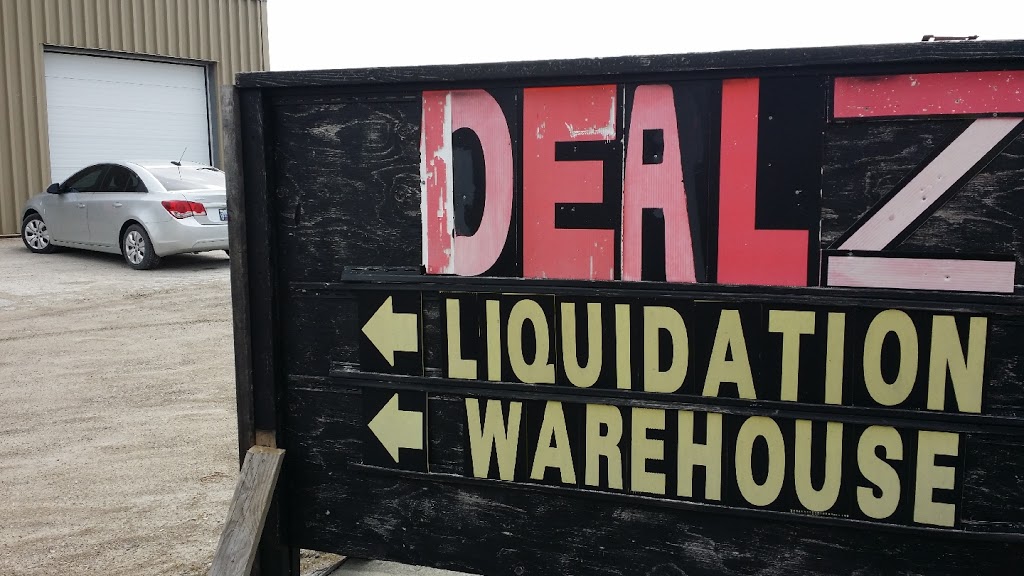 DEALZ
← LIQUIDATION
← WAREHOUSE